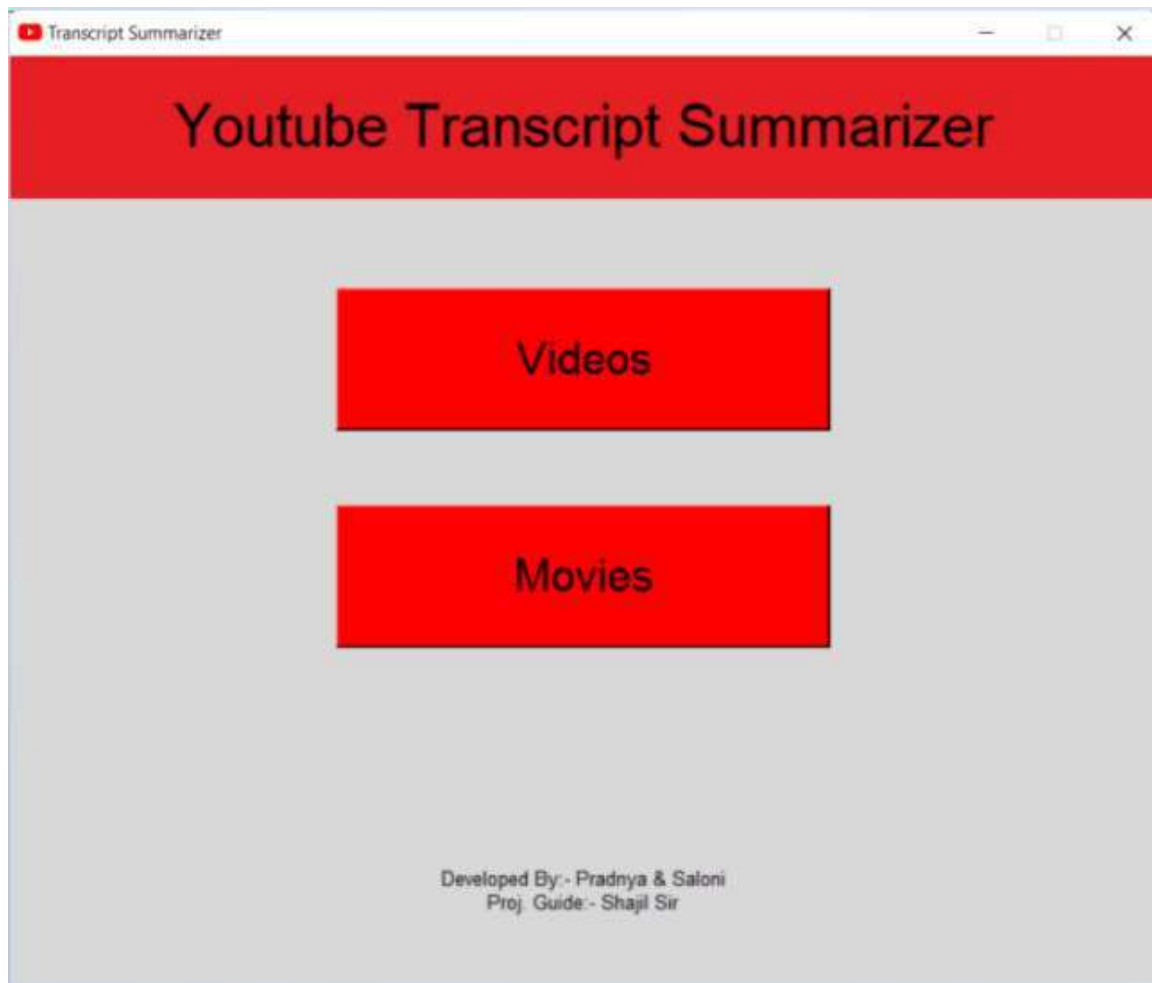 Transcript Summarizer
Youtube Transcript Summarizer
Videos
Movies
Developed By:- Pradnya & Saloni
Proj. Guide:- Shajil Sir